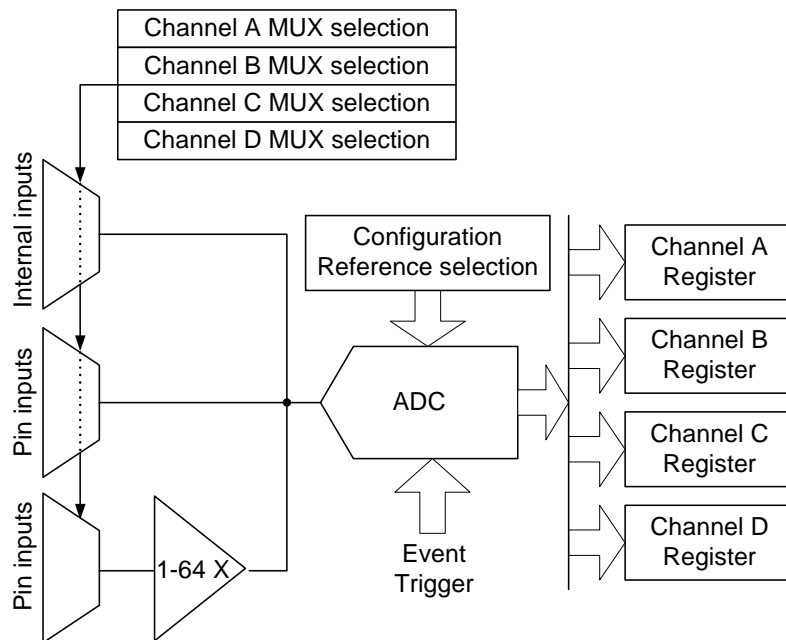 Channel A MUX selection
Channel B MUX selection
Channel C MUX selection
Channel D MUX selection
Internal inputs
Pin inputs
Pin inputs
1-64 X
Configuration
Reference selection
ADC
Event
Trigger
Channel A
Register
Channel B
Register
Channel C
Register
Channel D
Register